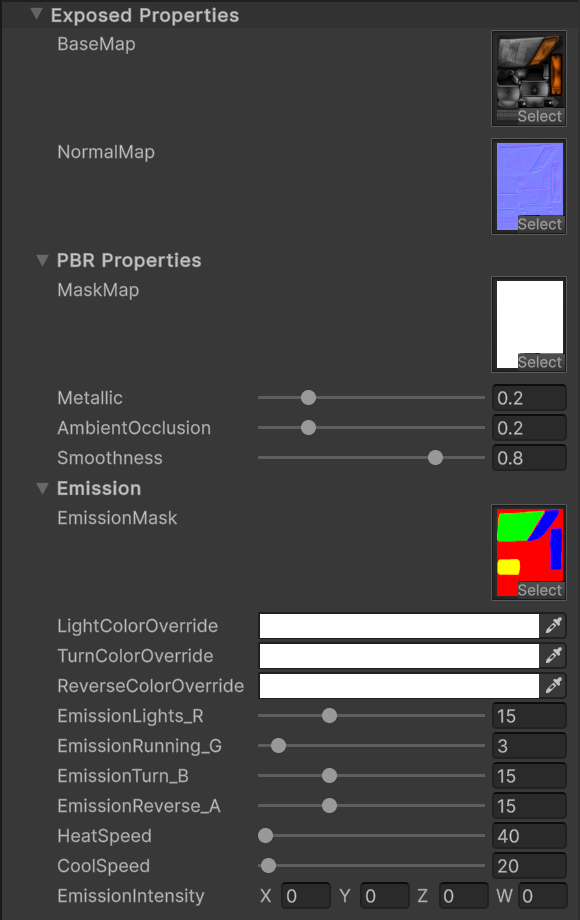 Exposed Properties
BaseMap
Select
NormalMap
Select
PBR Properties
MaskMap
Select
Metallic 0.2
AmbientOcclusion 0.2
Smoothness 0.8
Emission
EmissionMask
Select
LightColorOverride
TurnColorOverride
ReverseColorOverride
EmissionLights_R 15
EmissionRunning_G 3
EmissionTurn_B 15
EmissionReverse_A 15
HeatSpeed 40
CoolSpeed 20
EmissionIntensity X 0 Y 0 Z 0 W 0